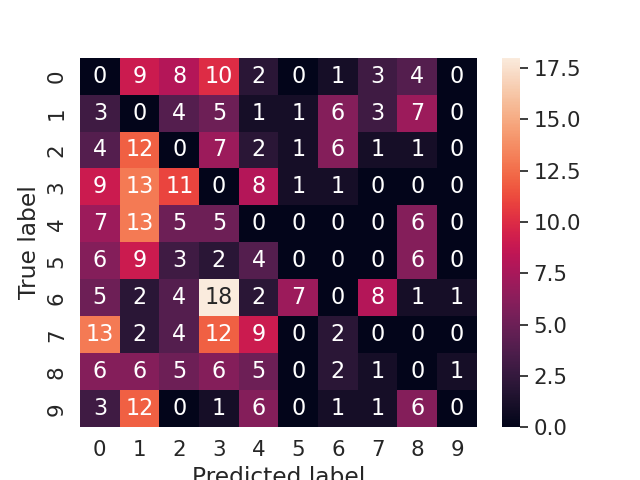 0 0 9 8 10 2 0 1 3 4 0 17.5
1 3 0 4 5 1 1 6 3 7 0 15.0
2 4 12 0 7 2 1 6 1 1 0 12.5
3 9 13 11 0 8 1 1 0 0 0 10.0
True label
4 7 13 5 5 0 0 0 0 6 0
5 6 9 3 2 4 0 0 0 6 0 7.5
6 5 2 4 18 2 7 0 8 1 1 5.0
7 13 2 4 12 9 0 2 0 0 0
8 6 6 5 6 5 0 2 1 0 1 2.5
9 3 12 0 1 6 0 1 1 6 0 0.0
0 1 2 3 4 5 6 7 8 9
Predicted label